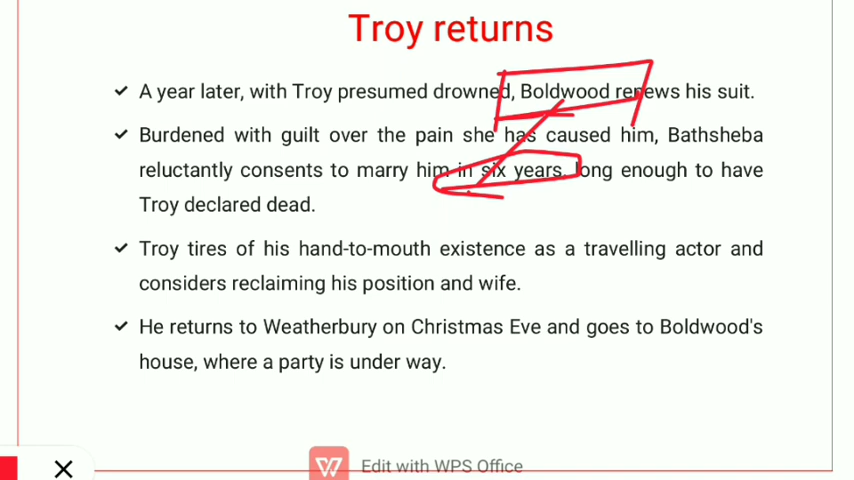 Troy returns
✓ A year later, with Troy presumed drowned, Boldwood renews his suit.
✓ Burdened with guilt over the pain she has caused him, Bathsheba
reluctantly consents to marry him in six years, long enough to have
Troy declared dead.
✓ Troy tires of his hand-to-mouth existence as a travelling actor and
considers reclaiming his position and wife.
✓ He returns to Weatherbury on Christmas Eve and goes to Boldwood's
house, where a party is under way.
Edit with WPS Office